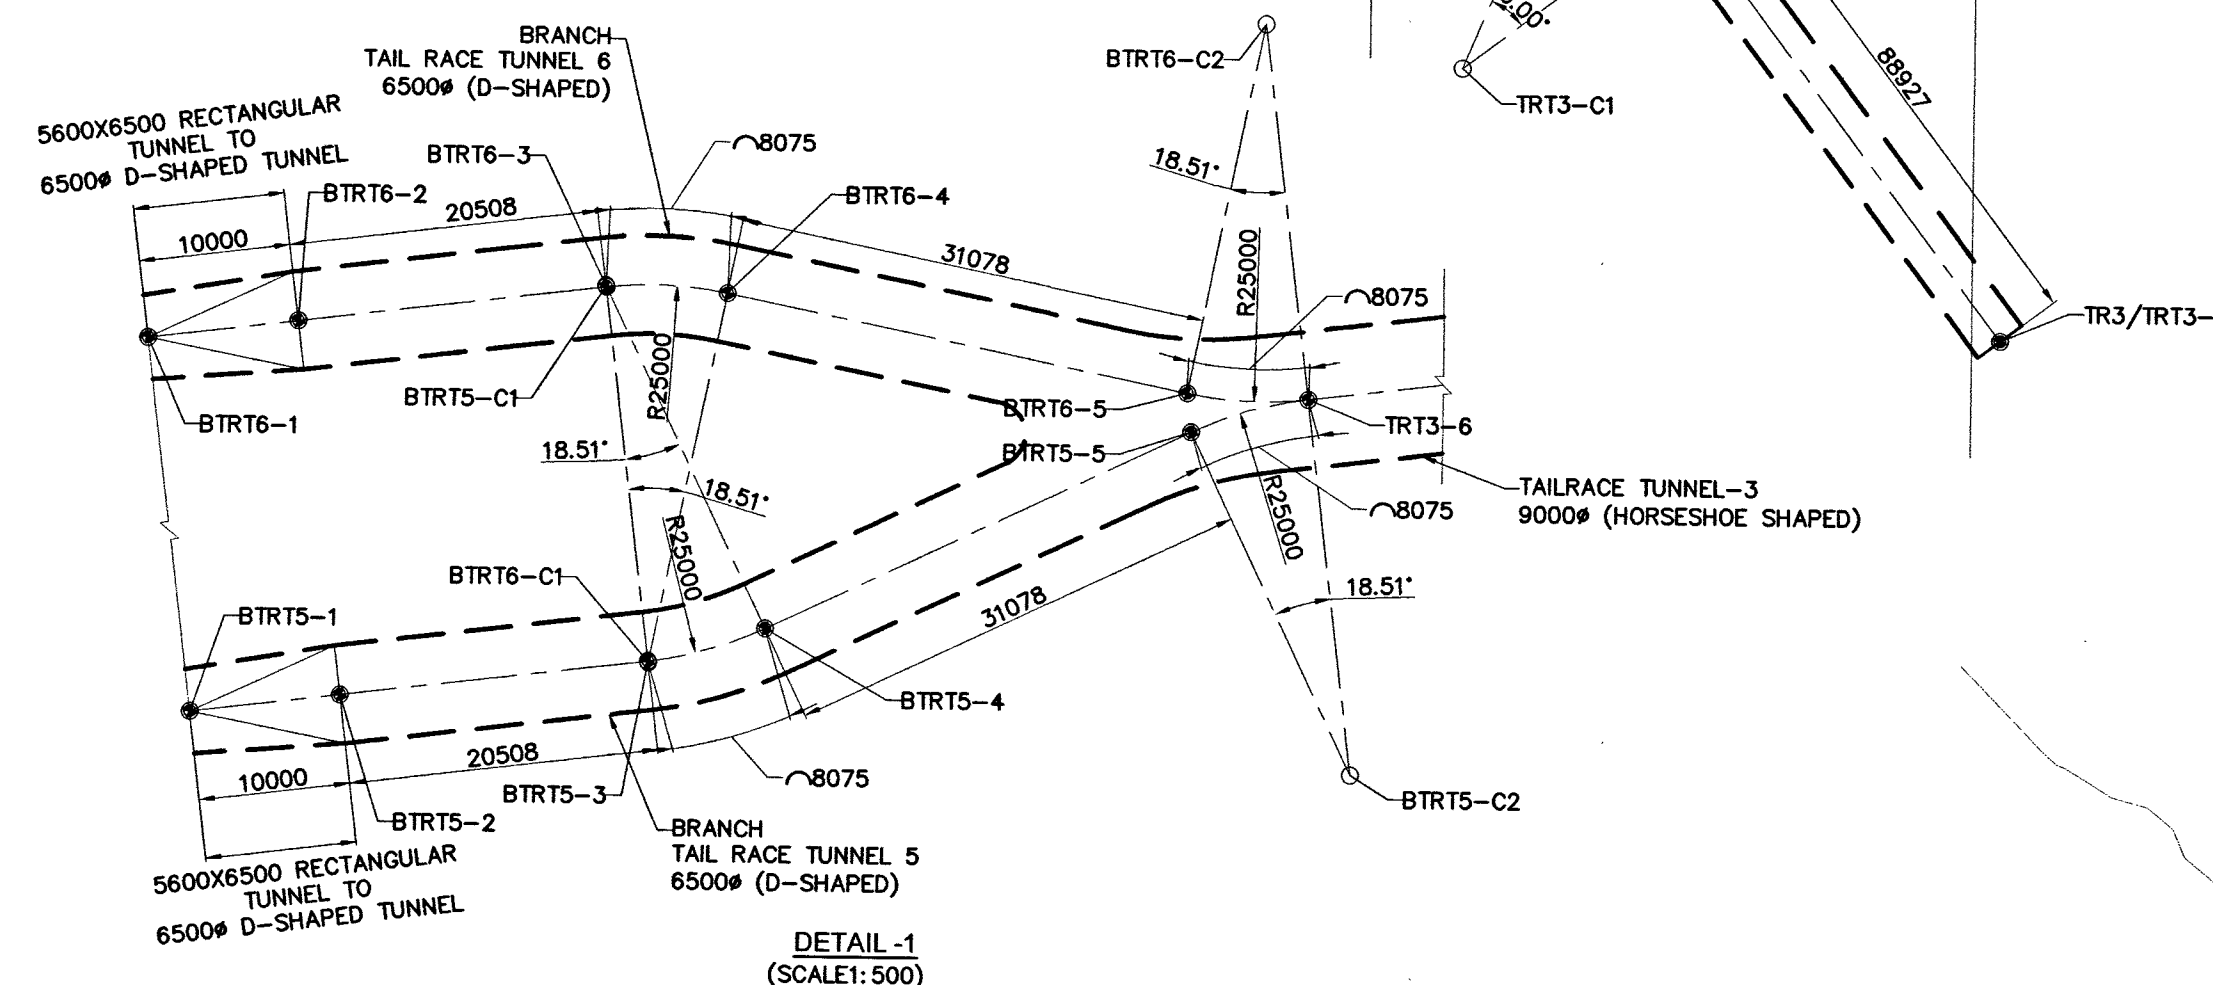 BRANCH
TAIL RACE TUNNEL 6
6500ø (D-SHAPED)
BTRT6-C2
TRT3-C1
88927
5600X6500 RECTANGULAR
TUNNEL TO
6500ø D-SHAPED TUNNEL
BTRT6-3
⌒8075
18.51°
BTRT6-2
BTRT6-4
20508
10000
31078
R25000
⌒8075
TR3/TRT3-
R25000
BTRT5-C1
BTRT6-1
BTRT6-5
TRT3-6
BTRT5-5
18.51°
18.51°
R25000
R25000
⌒8075
TAILRACE TUNNEL-3
9000ø (HORSESHOE SHAPED)
BTRT6-C1
18.51°
31078
BTRT5-1
BTRT5-4
20508
10000
BTRT5-3
⌒8075
BTRT5-C2
BTRT5-2
BRANCH
TAIL RACE TUNNEL 5
6500ø (D-SHAPED)
5600X6500 RECTANGULAR
TUNNEL TO
6500ø D-SHAPED TUNNEL
DETAIL -1
(SCALE1:500)